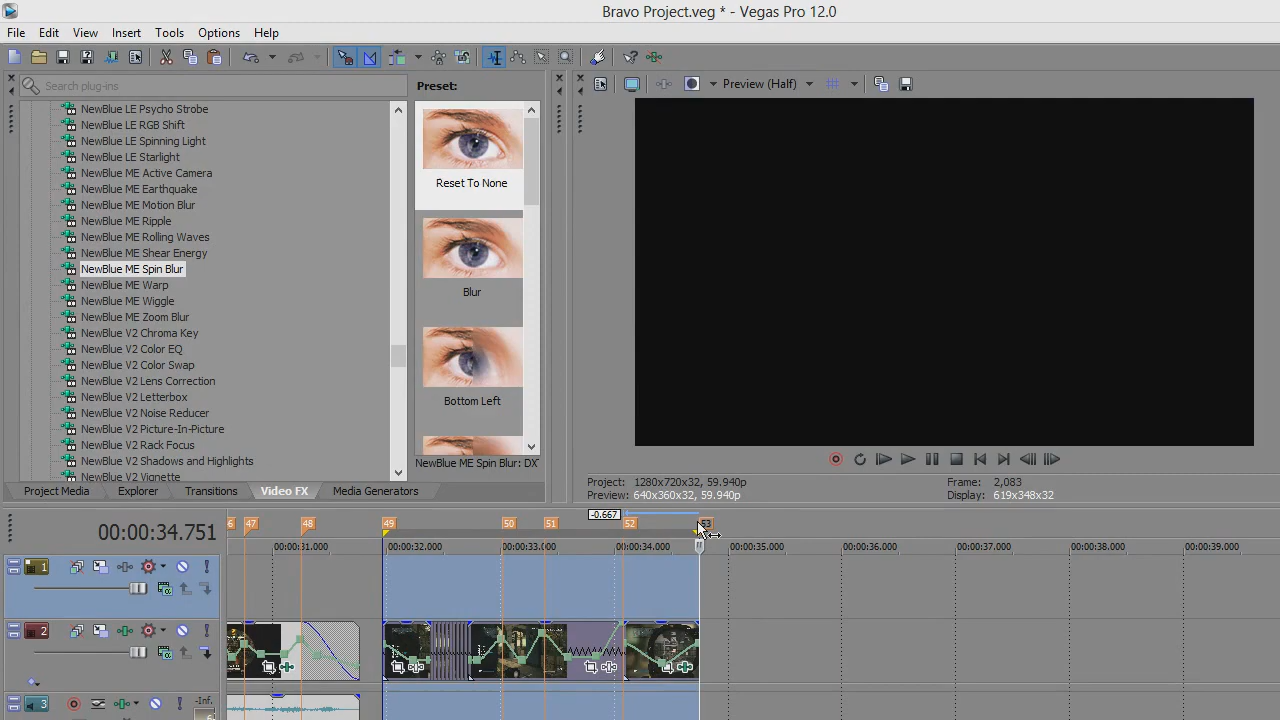 Bravo Project.veg * - Vegas Pro 12.0
File Edit View Insert Tools Options Help
Search plug-ins
Preset:
Preview (Half)
NewBlue LE Psycho Strobe
NewBlue LE RGB Shift
NewBlue LE Spinning Light
NewBlue LE Starlight
NewBlue ME Active Camera
NewBlue ME Earthquake
NewBlue ME Motion Blur
NewBlue ME Ripple
NewBlue ME Rolling Waves
NewBlue ME Shear Energy
NewBlue ME Spin Blur
NewBlue ME Warp
NewBlue ME Wiggle
NewBlue ME Zoom Blur
NewBlue V2 Chroma Key
NewBlue V2 Color EQ
NewBlue V2 Color Swap
NewBlue V2 Lens Correction
NewBlue V2 Letterbox
NewBlue V2 Noise Reducer
NewBlue V2 Picture-In-Picture
NewBlue V2 Rack Focus
NewBlue V2 Shadows and Highlights
NewBlue V2 Vignette
Reset To None
Blur
Bottom Left
NewBlue ME Spin Blur: DX
Project Media Explorer Transitions Video FX Media Generators
Project: 1280x720x32, 59.940p
Preview: 640x360x32, 59.940p
Frame: 2,083
Display: 619x348x32
00:00:34.751
-0.667
6 47 48 49 50 51 52 53
00:00:31.000 00:00:32.000 00:00:33.000 00:00:34.000 00:00:35.000 00:00:36.000 00:00:37.000 00:00:38.000 00:00:39.000
1
2
3
-Inf.